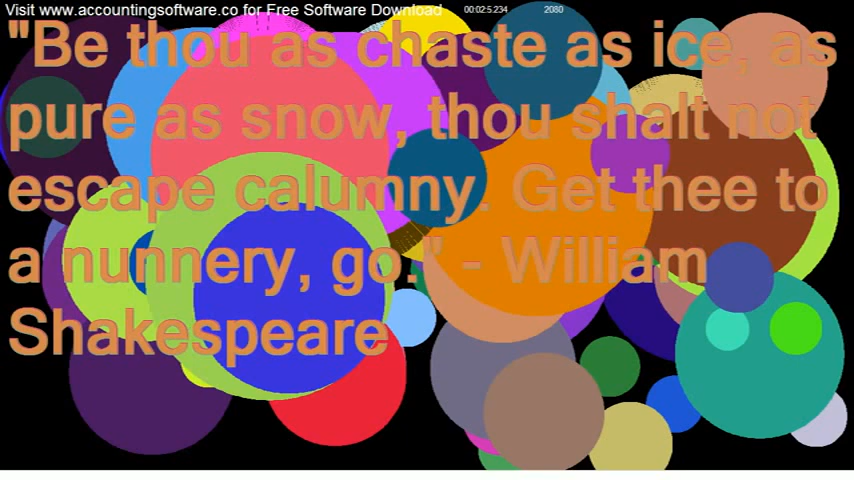 Visit www.accountingsoftware.co for Free Software Download 00:02:5.234 2080
"Be thou as chaste as ice, as
pure as snow, thou shalt not
escape calumny. Get thee to
a nunnery, go." - William
Shakespeare